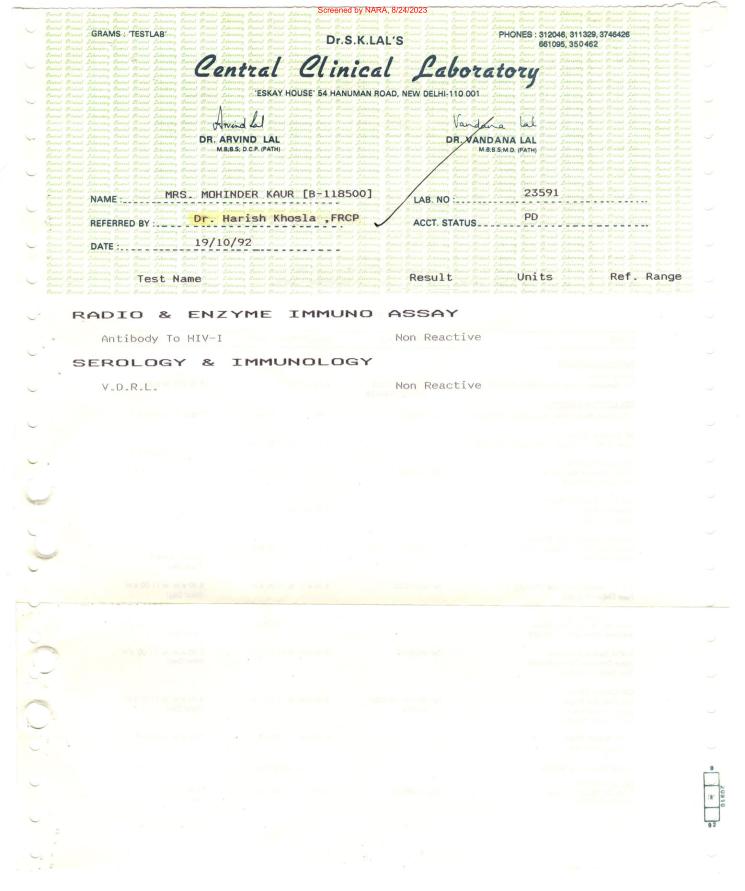 Screened by NARA, 8/24/2023
GRAMS : 'TESTLAB'
Dr.S.K.LAL'S
PHONES : 312046, 311329, 3746426
661095, 350462
Central Clinical Laboratory
'ESKAY HOUSE' 54 HANUMAN ROAD, NEW DELHI-110 001
Arvind Lal
Vandana Lal
DR. ARVIND LAL
M.B.B.S; D.C.P. (PATH)
DR. VANDANA LAL
M.B.B.S; M.D. (PATH)
NAME : MRS. MOHINDER KAUR [B-118500]
LAB. NO : 23591
REFERRED BY : Dr. Harish Khosla ,FRCP
ACCT. STATUS PD
DATE : 19/10/92
Test Name Result Units Ref. Range
RADIO & ENZYME IMMUNO ASSAY
Antibody To HIV-I Non Reactive
SEROLOGY & IMMUNOLOGY
V.D.R.L. Non Reactive